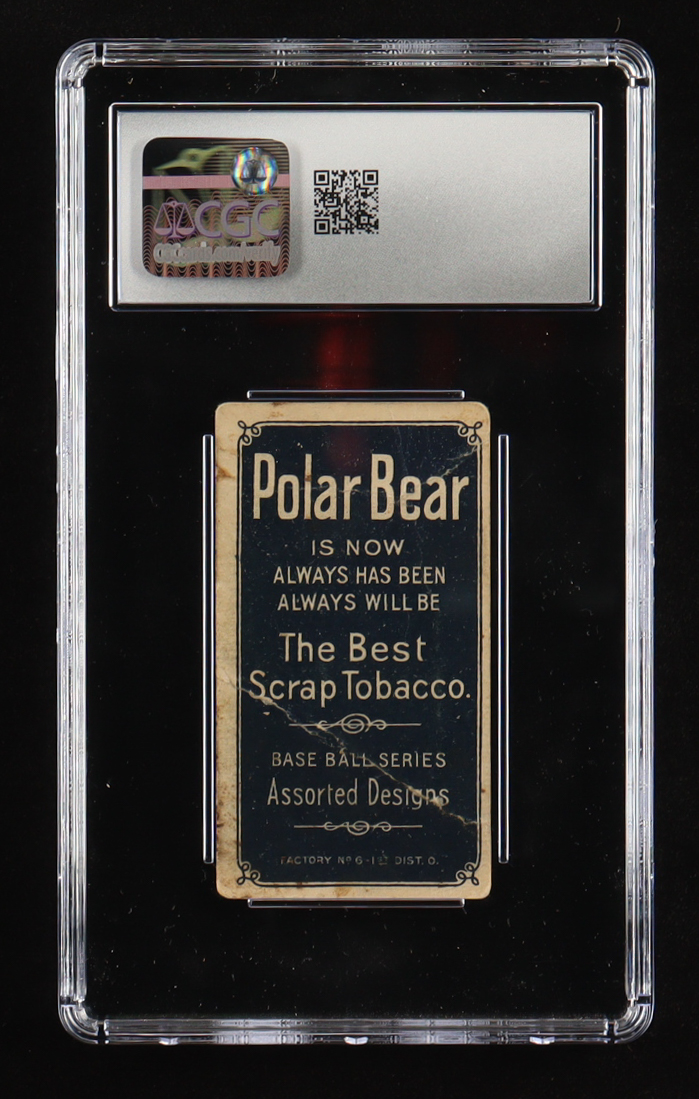 CGC
Polar Bear
IS NOW
ALWAYS HAS BEEN
ALWAYS WILL BE
The Best
Scrap Tobacco.
BASE BALL SERIES
Assorted Designs
FACTORY Nº 6-1ST DIST. O.